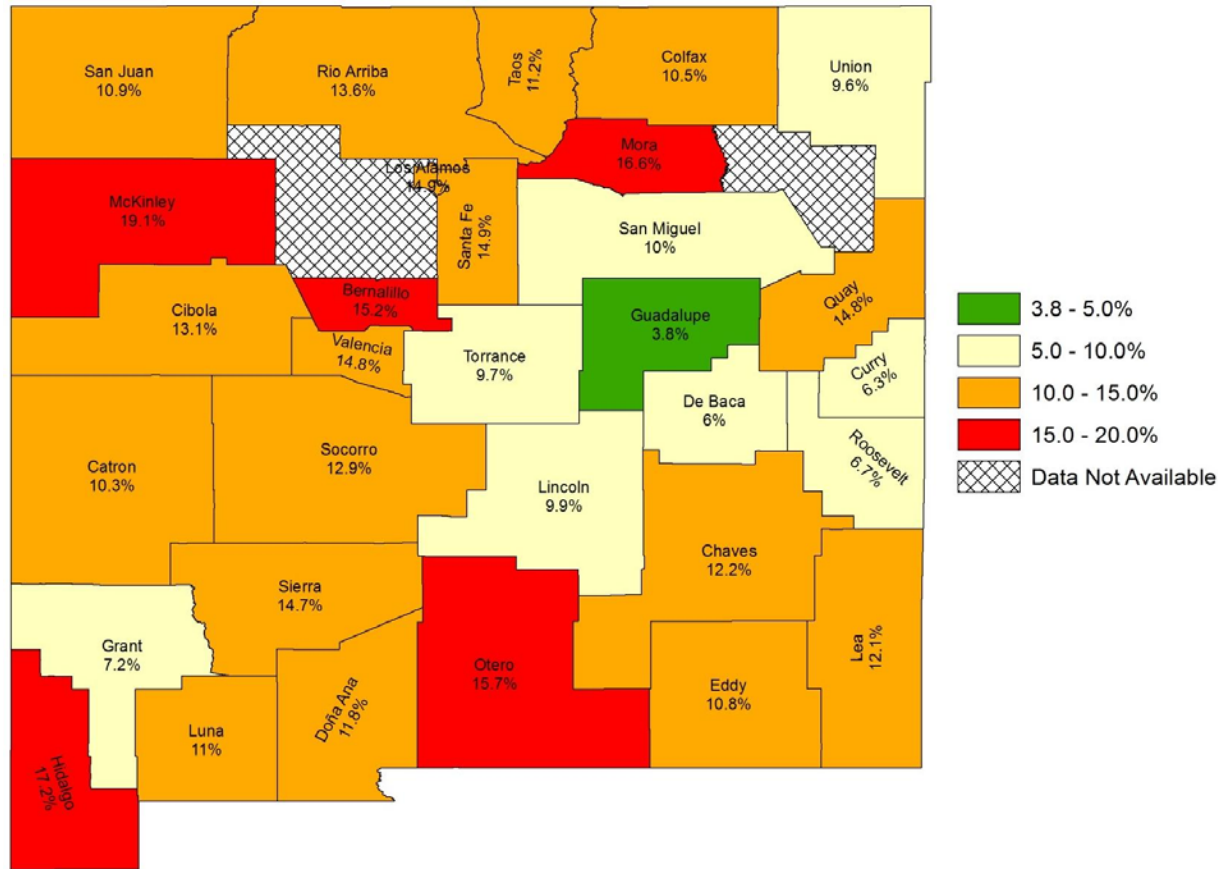 San Juan
10.9%
Rio Arriba
13.6%
Taos
11.2%
Colfax
10.5%
Union
9.6%
Mora
16.6%
Los Alamos
14.9%
McKinley
19.1%
Santa Fe
14.9%
San Miguel
10%
Quay
14.8%
Cibola
13.1%
Bernalillo
15.2%
Valencia
14.8%
Torrance
9.7%
Guadalupe
3.8%
Curry
6.3%
De Baca
6%
Roosevelt
6.7%
Catron
10.3%
Socorro
12.9%
Lincoln
9.9%
Chaves
12.2%
Sierra
14.7%
Grant
7.2%
Otero
15.7%
Lea
12.1%
Eddy
10.8%
Doña Ana
11.8%
Luna
11%
Hidalgo
17.2%
3.8 - 5.0%
5.0 - 10.0%
10.0 - 15.0%
15.0 - 20.0%
Data Not Available